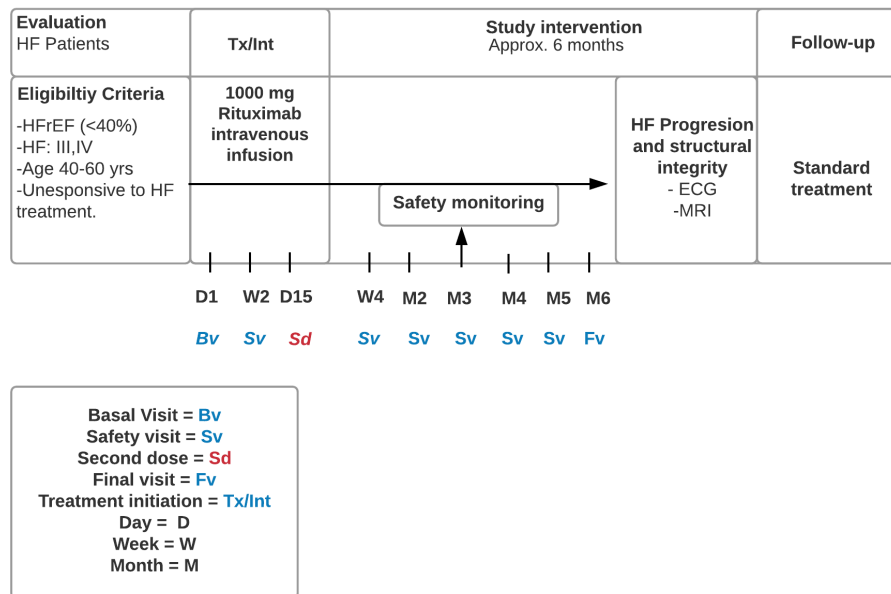 Evaluation
HF Patients
Tx/Int
Study intervention
Approx. 6 months
Follow-up
Eligibiltiy Criteria
-HFrEF (<40%)
-HF: III,IV
-Age 40-60 yrs
-Unesponsive to HF
treatment.
1000 mg
Rituximab
intravenous
infusion
Safety monitoring
HF Progresion
and structural
integrity
- ECG
-MRI
Standard
treatment
D1 W2 D15 W4 M2 M3 M4 M5 M6
Bv Sv Sd Sv Sv Sv Sv Sv Fv
Basal Visit = Bv
Safety visit = Sv
Second dose = Sd
Final visit = Fv
Treatment initiation = Tx/Int
Day = D
Week = W
Month = M